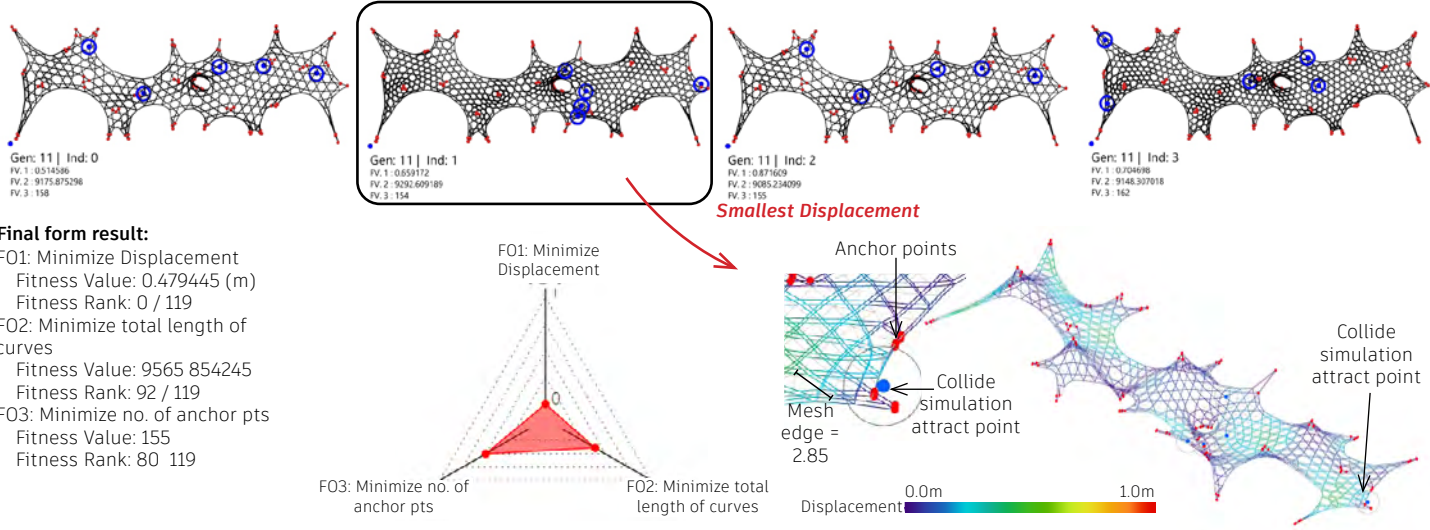 Gen: 11 | Ind: 0
FV. 1 : 0.514586
FV. 2 : 9175.875298
FV. 3 : 158
Gen: 11 | Ind: 1
FV. 1 : 0.659172
FV. 2 : 9292.609189
FV. 3 : 154
Gen: 11 | Ind: 2
FV. 1 : 0.871609
FV. 2 : 9085.234099
FV. 3 : 155
Gen: 11 | Ind: 3
FV. 1 : 0.704698
FV. 2 : 9148.307018
FV. 3 : 162
Smallest Displacement
Final form result:
FO1: Minimize Displacement
Fitness Value: 0.479445 (m)
Fitness Rank: 0 / 119
FO2: Minimize total length of
curves
Fitness Value: 9565 854245
Fitness Rank: 92 / 119
FO3: Minimize no. of anchor pts
Fitness Value: 155
Fitness Rank: 80 119
FO1: Minimize
Displacement
1
0.
FO3: Minimize no. of
anchor pts
FO2: Minimize total
length of curves
Anchor points
Collide
simulation
attract point
Mesh
edge =
2.85
Collide
simulation
attract point
Displacement
0.0m
1.0m